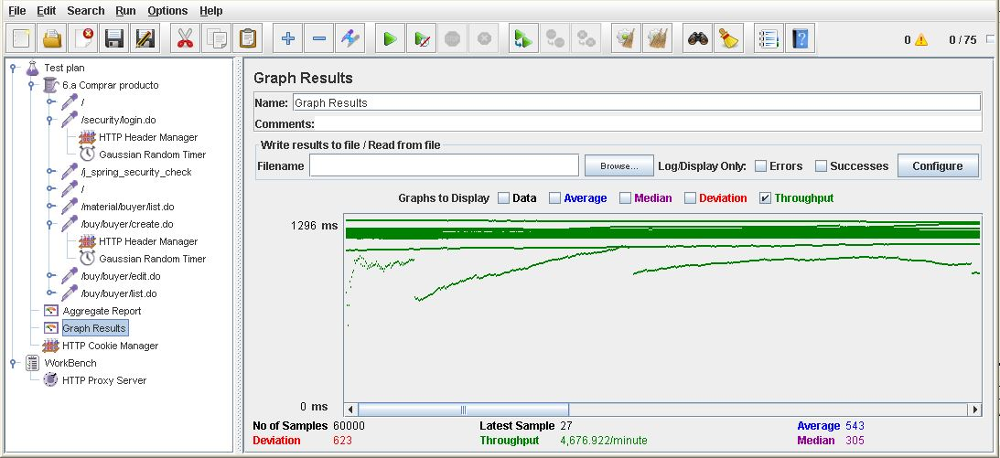 File Edit Search Run Options Help
0 0 / 75
Test plan
6.a Comprar producto
/
/security/login.do
HTTP Header Manager
Gaussian Random Timer
/j_spring_security_check
/
/material/buyer/list.do
/buy/buyer/create.do
HTTP Header Manager
Gaussian Random Timer
/buy/buyer/edit.do
/buy/buyer/list.do
Aggregate Report
Graph Results
HTTP Cookie Manager
WorkBench
HTTP Proxy Server
Graph Results
Name: Graph Results
Comments:
Write results to file / Read from file
Filename Browse... Log/Display Only: Errors Successes Configure
Graphs to Display Data Average Median Deviation Throughput
1296 ms
0 ms
No of Samples 60000 Latest Sample 27 Average 543
Deviation 623 Throughput 4,676.922/minute Median 305